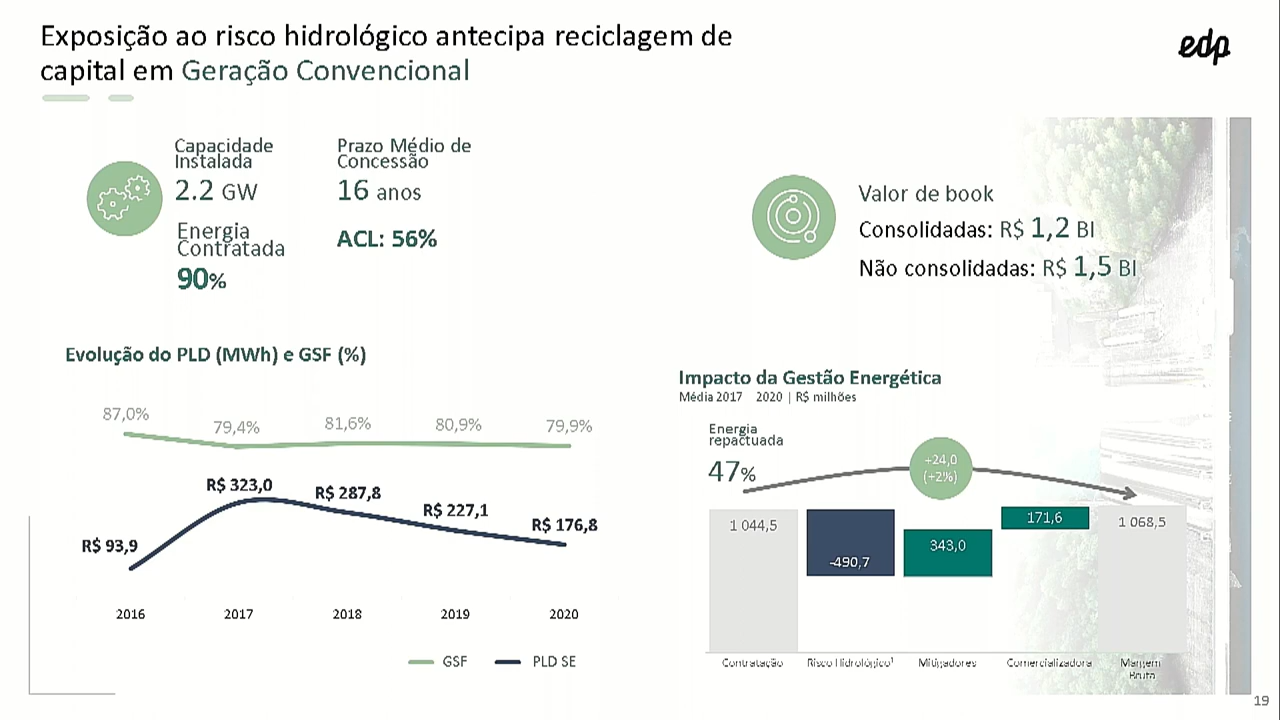 Exposição ao risco hidrológico antecipa reciclagem de
capital em Geração Convencional
edp
Capacidade
Instalada
2.2 GW
Prazo Médio de
Concessão
16 anos
Energia
Contratada
90%
ACL: 56%
Valor de book
Consolidadas: R$ 1,2 BI
Não consolidadas: R$ 1,5 BI
Evolução do PLD (MWh) e GSF (%)
87,0%
79,4%
81,6%
80,9%
79,9%
R$ 93,9
R$ 323,0
R$ 287,8
R$ 227,1
R$ 176,8
2016
2017
2018
2019
2020
GSF
PLD SE
Impacto da Gestão Energética
Média 2017 2020 | R$ milhões
Energia
repactuada
47%
+24,0
(+2%)
1 044,5
-490,7
343,0
171,6
1 068,5
Contratação
Risco Hidrológico¹
Mitigadores
Comercializadora
Margem
Bruta
19